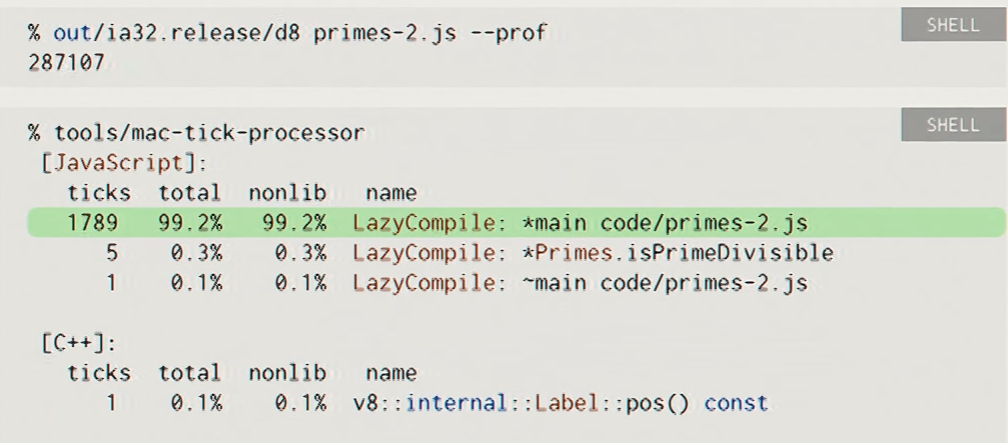 % out/ia32.release/d8 primes-2.js --prof
SHELL
287107
% tools/mac-tick-processor
SHELL
[JavaScript]:
ticks total nonlib name
1789 99.2% 99.2% LazyCompile: *main code/primes-2.js
5 0.3% 0.3% LazyCompile: *Primes.isPrimeDivisible
1 0.1% 0.1% LazyCompile: ~main code/primes-2.js
[C++]:
ticks total nonlib name
1 0.1% 0.1% v8::internal::Label::pos() const